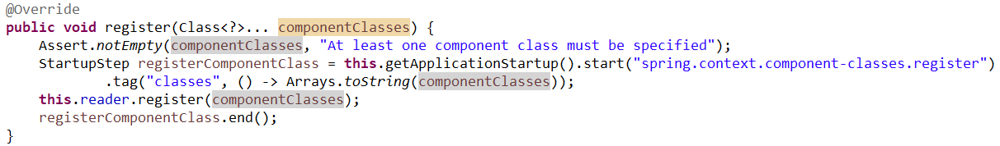 @Override
public void register(Class<?>... componentClasses) {
    Assert.notEmpty(componentClasses, "At least one component class must be specified");
    StartupStep registerComponentClass = this.getApplicationStartup().start("spring.context.component-classes.register")
            .tag("classes", () -> Arrays.toString(componentClasses));
    this.reader.register(componentClasses);
    registerComponentClass.end();
}